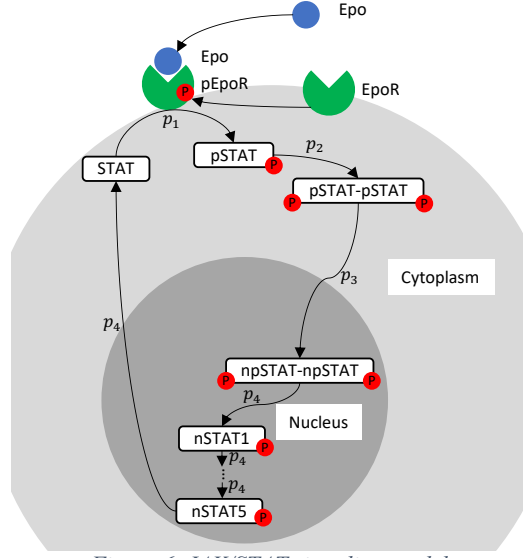 Epo
Epo
pEpoR
P
EpoR
p₁
p₂
STAT
pSTAT
P
pSTAT-pSTAT
P
P
p₃
Cytoplasm
p₄
npSTAT-npSTAT
P
P
p₄
Nucleus
nSTAT1
P
p₄
p₄
nSTAT5
P